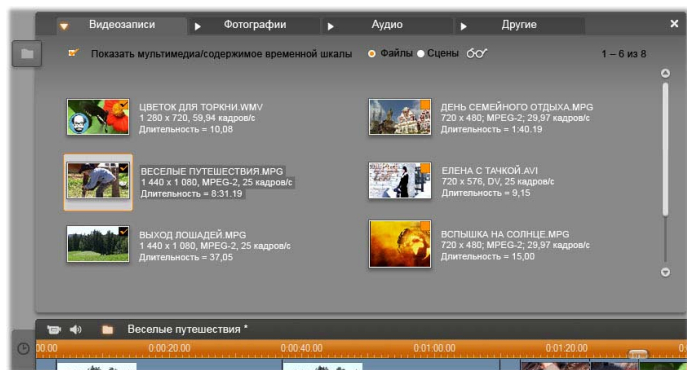 Видеозаписи Фотографии Аудио Другие
Показать мультимедиа/содержимое временной шкалы Файлы Сцены 1 – 6 из 8
ЦВЕТОК ДЛЯ ТОРКНИ.WMV
1 280 x 720, 59,94 кадров/с
Длительность = 10,08
ДЕНЬ СЕМЕЙНОГО ОТДЫХА.MPG
720 x 480; MPEG-2; 29,97 кадров/с
Длительность = 1:40.19
ВЕСЕЛЫЕ ПУТЕШЕСТВИЯ.MPG
1 440 x 1 080, MPEG-2, 25 кадров/с
Длительность = 8:31.19
ЕЛЕНА С ТАЧКОЙ.AVI
720 x 576, DV, 25 кадров/с
Длительность = 9,15
ВЫХОД ЛОШАДЕЙ.MPG
1 440 x 1 080, MPEG-2, 25 кадров/с
Длительность = 37,05
ВСПЫШКА НА СОЛНЦЕ.MPG
720 x 480; MPEG-2; 29,97 кадров/с
Длительность = 15,00
Веселые путешествия *
00.00 0:00:20.00 0:00:40.00 0:01:00.00 0:01:20.00 0: